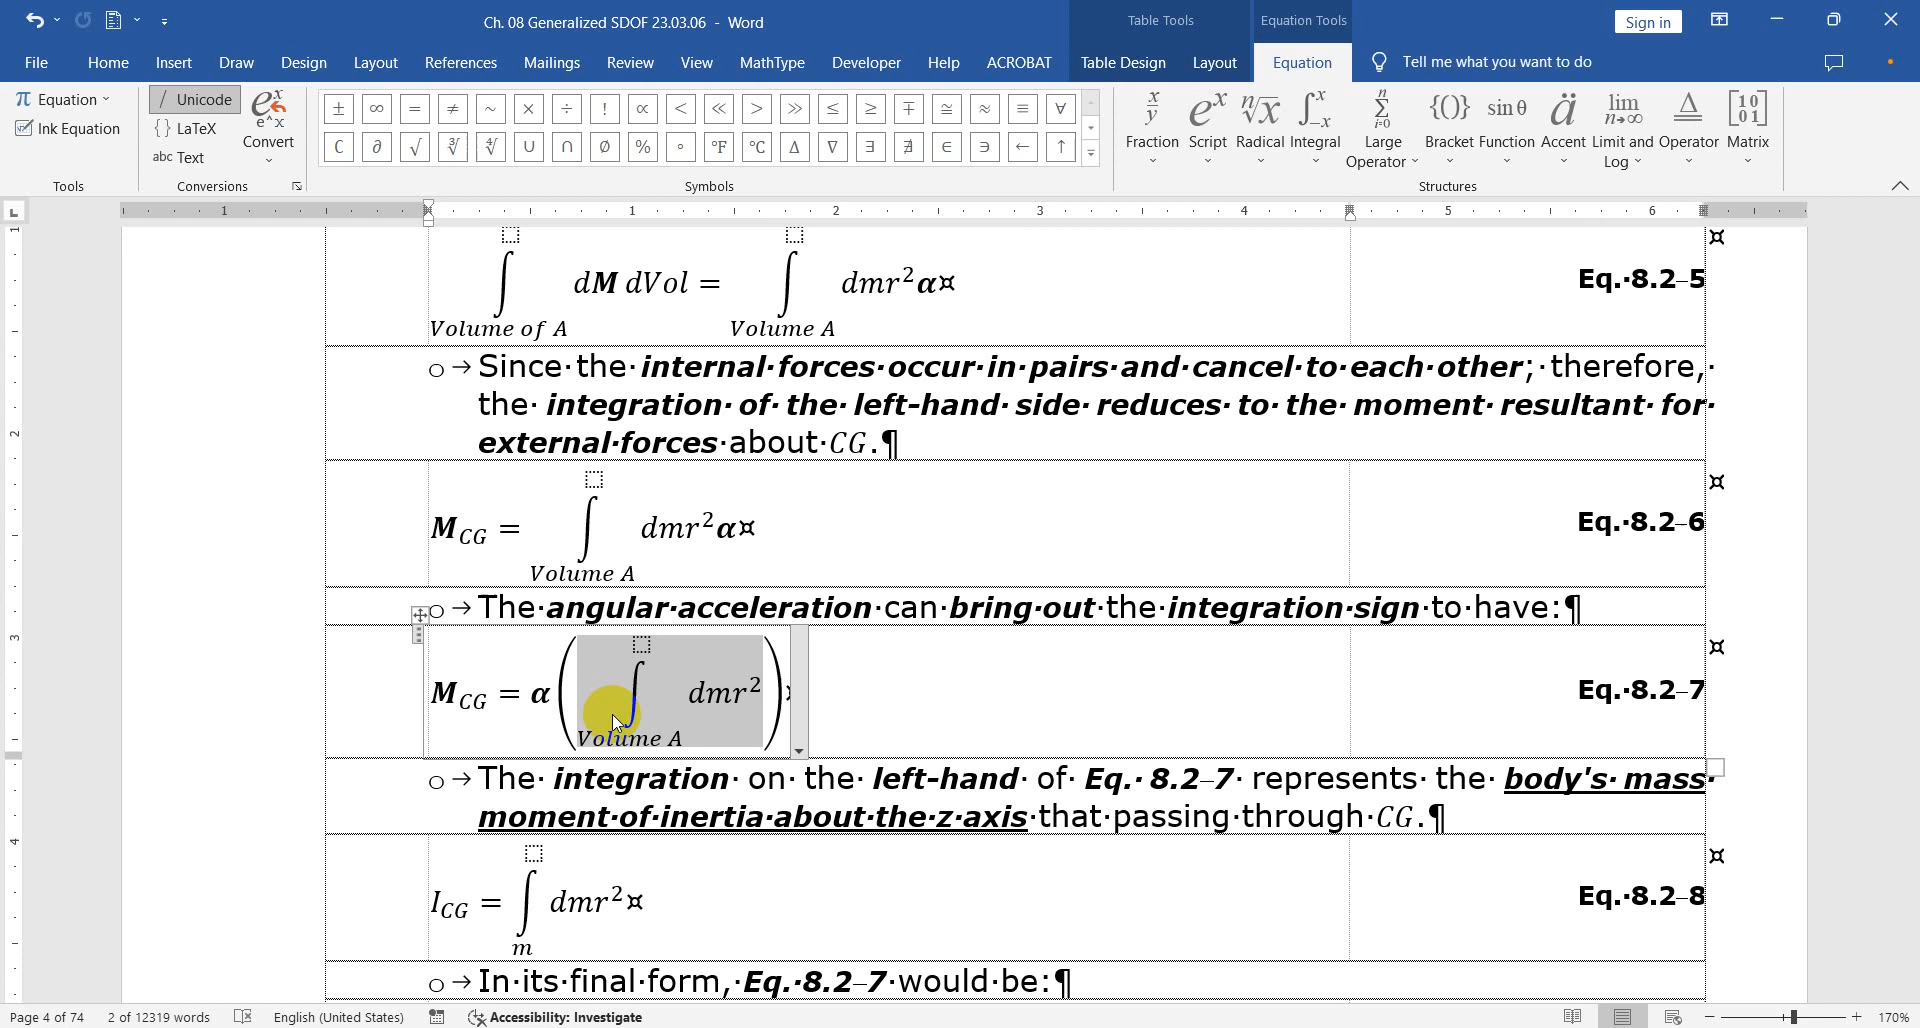 Ch. 08 Generalized SDOF 23.03.06 - Word
Table Tools
Equation Tools
Sign in
File Home Insert Draw Design Layout References Mailings Review View MathType Developer Help ACROBAT Table Design Layout Equation Tell me what you want to do
π Equation
Ink Equation
Tools
Unicode
{ } LaTeX
abc Text
Convert
Conversions
± ∞ = ≠ ~ × ÷ ! ∝ < ≪ > ≫ ≤ ≥ ∓ ≅ ≈ ≡ ∀
∁ ∂ √ ∛ ∜ ∪ ∩ ∅ % ° °F °C ∆ ∇ ∃ ∄ ∈ ∋ ← ↑
Symbols
Fraction Script Radical Integral Large Operator Bracket Function Accent Limit and Log Operator Matrix
Structures
1 1 2 3 4 5 6
∫ Volume of A dM dVol = ∫ Volume A dmr²α¤ Eq.·8.2–5
o→Since·the·internal·forces·occur·in·pairs·and·cancel·to·each·other;·therefore,·
the·integration·of·the·left-hand·side·reduces·to·the·moment·resultant·for·
external·forces·about·CG.¶
M_CG = ∫ Volume A dmr²α¤ Eq.·8.2–6
o→The·angular·acceleration·can·bring·out·the·integration·sign·to·have:¶
M_CG = α(∫ Volume A dmr²)¤ Eq.·8.2–7
o→The·integration·on·the·left-hand·of·Eq.·8.2–7·represents·the·body's·mass·
moment·of·inertia·about·the·z·axis·that·passing·through·CG.¶
I_CG = ∫ m dmr²¤ Eq.·8.2–8
o→In·its·final·form,·Eq.·8.2–7·would·be:¶
Page 4 of 74 2 of 12319 words English (United States) Accessibility: Investigate 170%